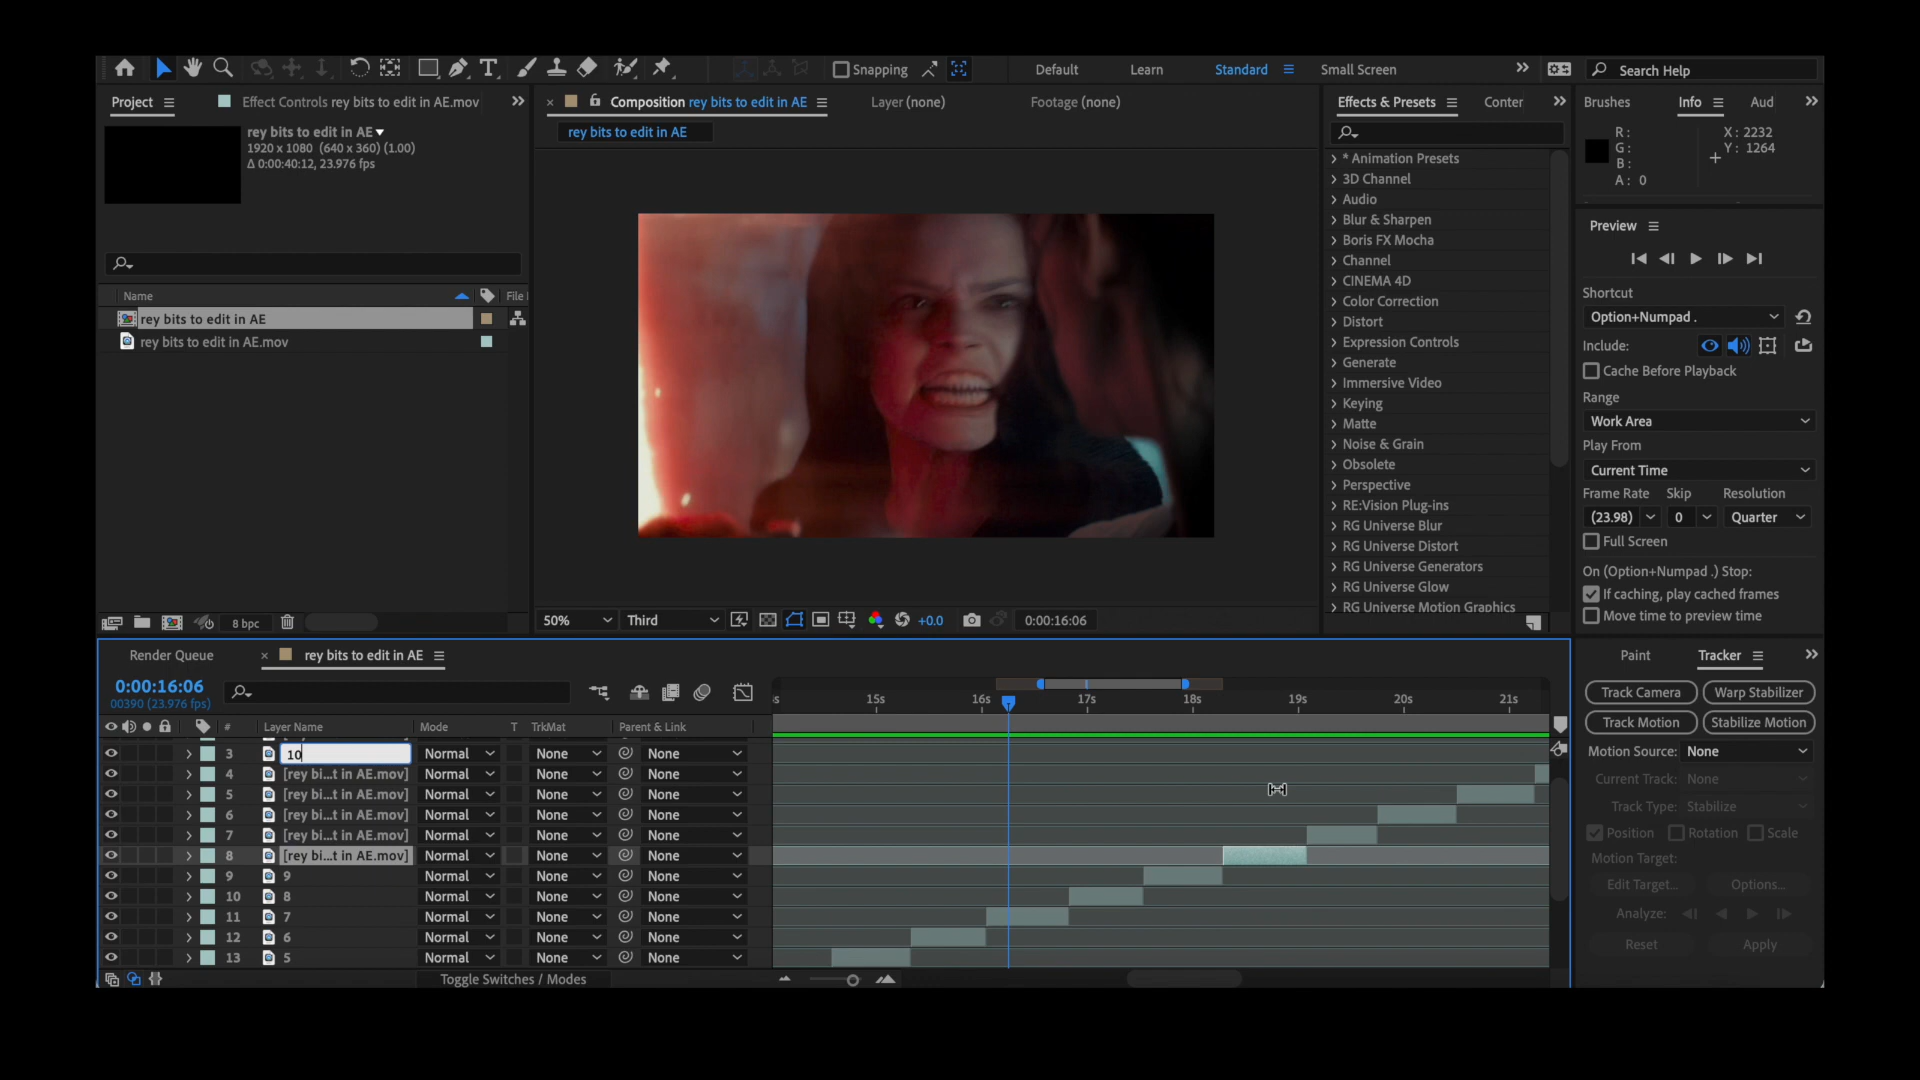 Snapping
Default
Learn
Standard
Small Screen
Search Help
Project
Effect Controls rey bits to edit in AE.mov
Composition rey bits to edit in AE
Layer (none)
Footage (none)
Effects & Presets
Conter
Brushes
Info
Aud
rey bits to edit in AE
1920 x 1080 (640 x 360) (1.00)
Δ 0:00:40:12, 23.976 fps)
rey bits to edit in AE
R:
G:
B:
A: 0
X: 2232
Y: 1264
* Animation Presets
3D Channel
Audio
Blur & Sharpen
Boris FX Mocha
Channel
CINEMA 4D
Color Correction
Distort
Expression Controls
Generate
Immersive Video
Keying
Matte
Noise & Grain
Obsolete
Perspective
RE:Vision Plug-ins
RG Universe Blur
RG Universe Distort
RG Universe Generators
RG Universe Glow
RG Universe Motion Graphics
Name
File
rey bits to edit in AE
rey bits to edit in AE.mov
8 bpc
50%
Third
+0.0
0:00:16:06
Preview
Shortcut
Option+Numpad .
Include:
Cache Before Playback
Range
Work Area
Play From
Current Time
Frame Rate Skip Resolution
(23.98) 0 Quarter
Full Screen
On (Option+Numpad .) Stop:
If caching, play cached frames
Move time to preview time
Render Queue
rey bits to edit in AE
0:00:16:06
00390 (23.976 fps)
15s 16s 17s 18s 19s 20s 21s
# Layer Name Mode T TrkMat Parent & Link
3 10 Normal None None
4 [rey bi...t in AE.mov] Normal None None
5 [rey bi...t in AE.mov] Normal None None
6 [rey bi...t in AE.mov] Normal None None
7 [rey bi...t in AE.mov] Normal None None
8 [rey bi...t in AE.mov] Normal None None
9 9 Normal None None
10 8 Normal None None
11 7 Normal None None
12 6 Normal None None
13 5 Normal None None
Toggle Switches / Modes
Paint
Tracker
Track Camera
Warp Stabilizer
Track Motion
Stabilize Motion
Motion Source: None
Current Track: None
Track Type: Stabilize
Position Rotation Scale
Motion Target:
Edit Target...
Options...
Analyze:
Reset
Apply